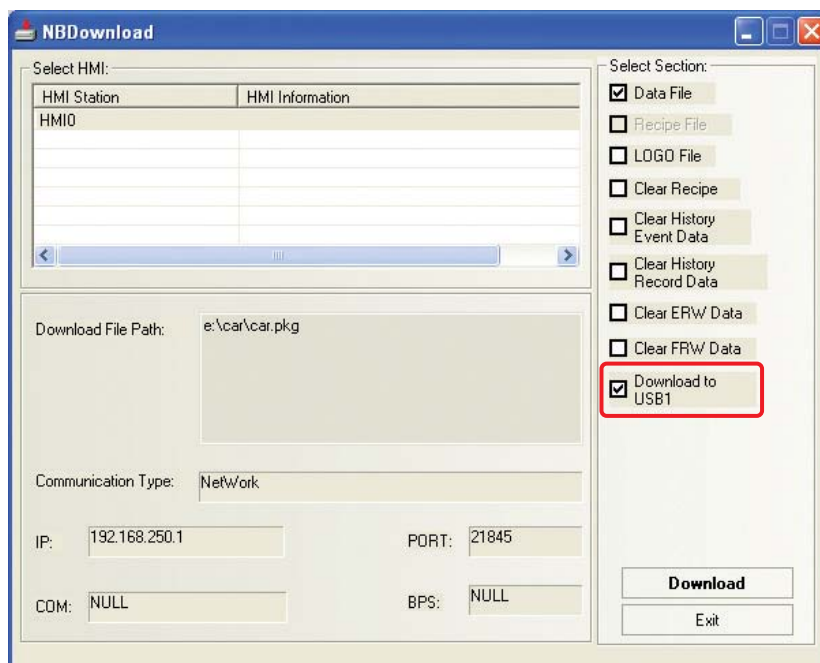 NBDownload
Select HMI:
HMI Station HMI Information
HMI0
Download File Path: e:\car\car.pkg
Communication Type: NetWork
IP: 192.168.250.1 PORT: 21845
COM: NULL BPS: NULL
Select Section:
Data File
Recipe File
LOGO File
Clear Recipe
Clear History
Event Data
Clear History
Record Data
Clear ERW Data
Clear FRW Data
Download to
USB1
Download
Exit